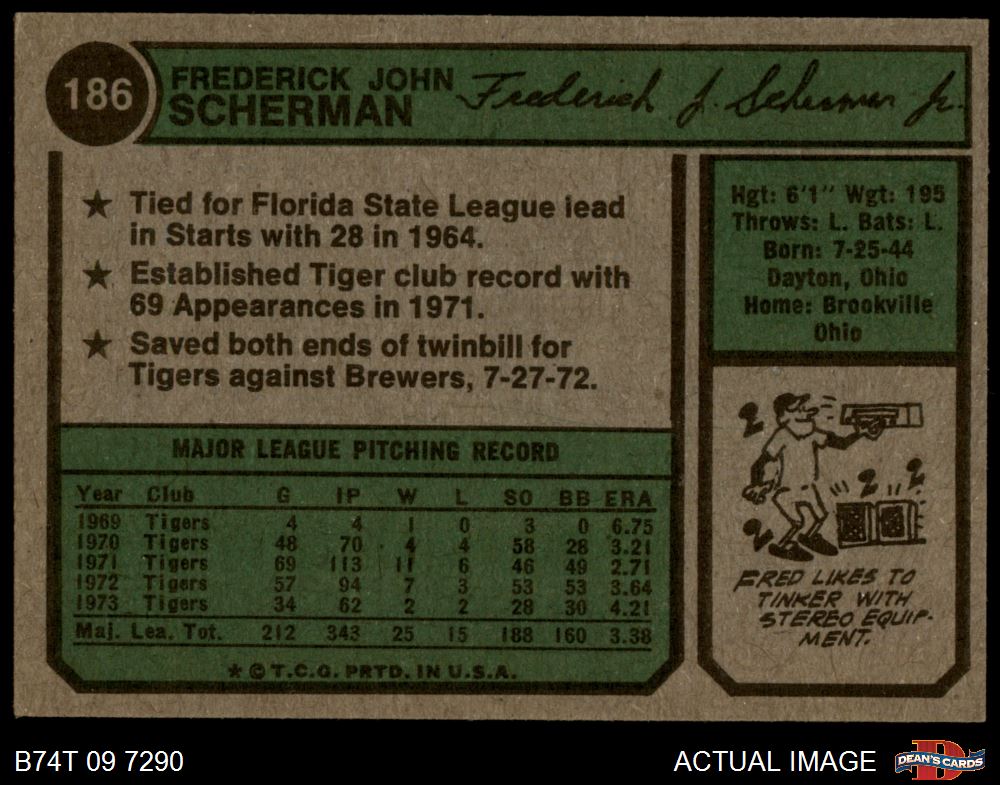 186
FREDERICK JOHN
SCHERMAN
Frederick J. Scherman Jr.
★ Tied for Florida State League lead
in Starts with 28 in 1964.
★ Established Tiger club record with
69 Appearances in 1971.
★ Saved both ends of twinbill for
Tigers against Brewers, 7-27-72.
Hgt: 6'1" Wgt: 195
Throws: L. Bats: L.
Born: 7-25-44
Dayton, Ohio
Home: Brookville
Ohio
MAJOR LEAGUE PITCHING RECORD
Year Club G IP W L SO BB ERA
1969 Tigers 4 4 1 0 3 0 6.75
1970 Tigers 48 70 4 4 58 28 3.21
1971 Tigers 69 113 11 6 46 49 2.71
1972 Tigers 57 94 7 3 53 53 3.64
1973 Tigers 34 62 2 2 28 30 4.21
Maj. Lea. Tot. 212 343 25 15 188 160 3.38
★ © T.C.G. PRTD. IN U.S.A.
FRED LIKES TO
TINKER WITH
STEREO EQUIP-
MENT.
B74T 09 7290
ACTUAL IMAGE
D
DEAN'S CARDS